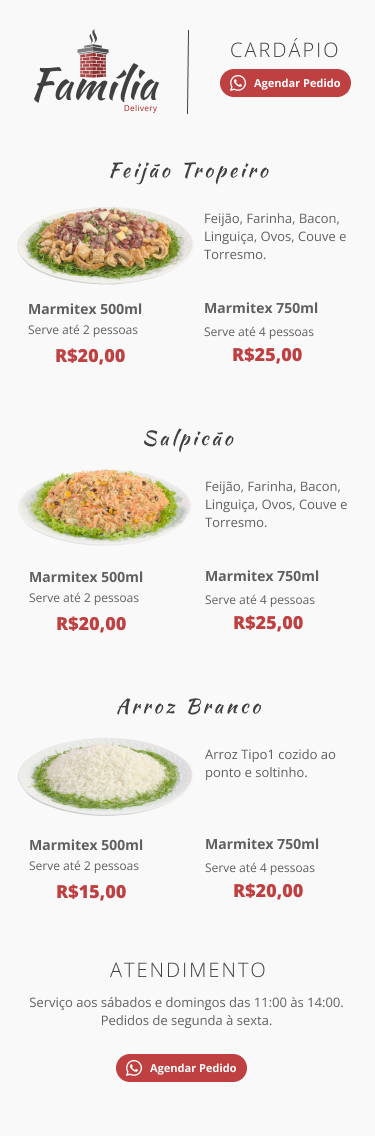 Família
Delivery
CARDÁPIO
Agendar Pedido
Feijão Tropeiro
Feijão, Farinha, Bacon,
Linguiça, Ovos, Couve e
Torresmo.
Marmitex 500ml
Serve até 2 pessoas
R$20,00
Marmitex 750ml
Serve até 4 pessoas
R$25,00
Salpicão
Feijão, Farinha, Bacon,
Linguiça, Ovos, Couve e
Torresmo.
Marmitex 500ml
Serve até 2 pessoas
R$20,00
Marmitex 750ml
Serve até 4 pessoas
R$25,00
Arroz Branco
Arroz Tipo1 cozido ao
ponto e soltinho.
Marmitex 500ml
Serve até 2 pessoas
R$15,00
Marmitex 750ml
Serve até 4 pessoas
R$20,00
ATENDIMENTO
Serviço aos sábados e domingos das 11:00 às 14:00.
Pedidos de segunda à sexta.
Agendar Pedido